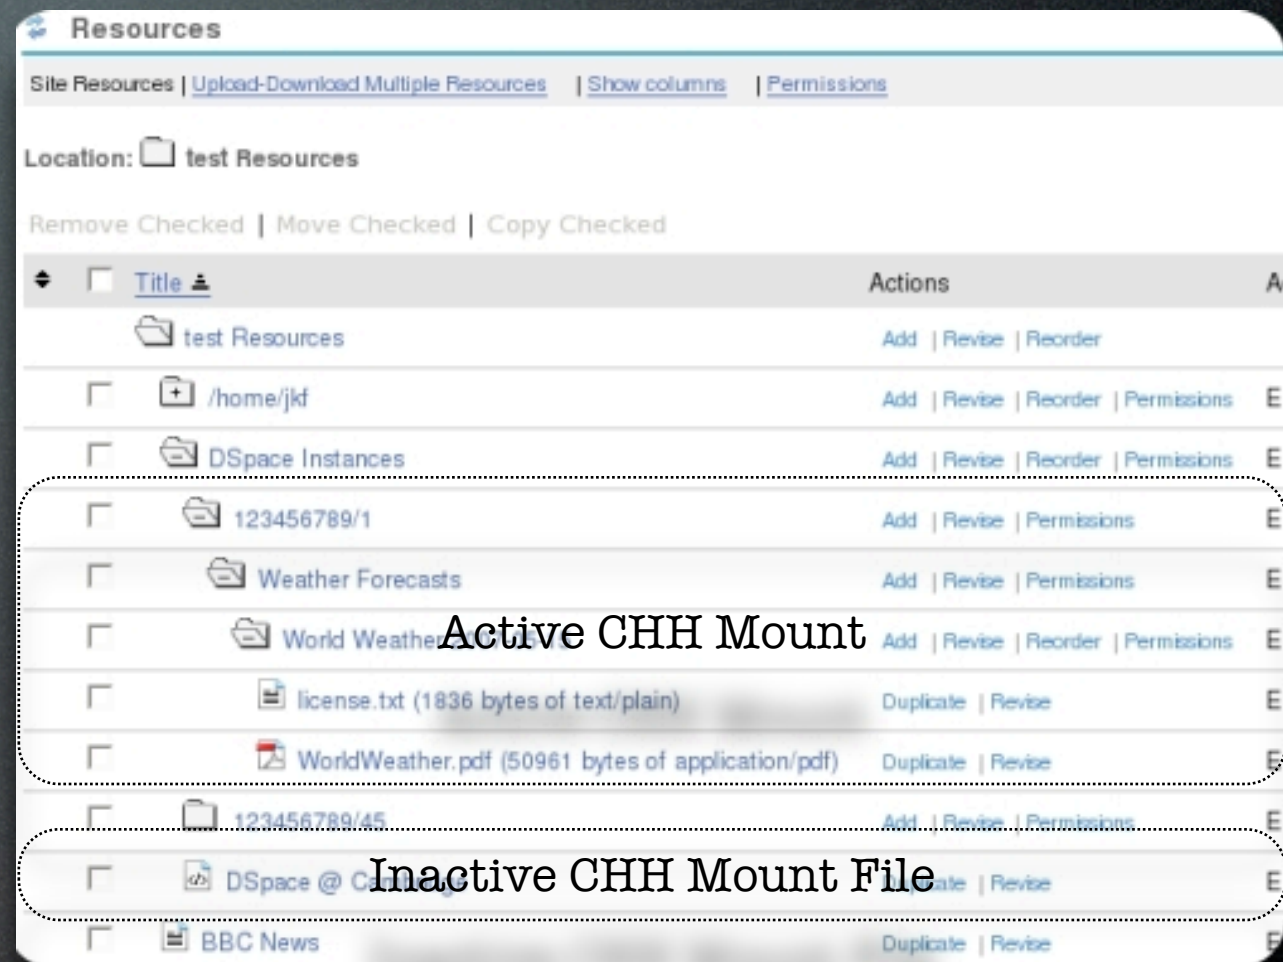 Resources
Site Resources | Upload-Download Multiple Resources | Show columns | Permissions
Location: test Resources
Remove Checked | Move Checked | Copy Checked
Title Actions A
test Resources Add | Revise | Reorder
/home/jkf Add | Revise | Reorder | Permissions E
DSpace Instances Add | Revise | Reorder | Permissions E
123456789/1 Add | Revise | Permissions E
Weather Forecasts Add | Revise | Permissions E
World Weather Add | Revise | Reorder | Permissions E
Active CHH Mount
license.txt (1836 bytes of text/plain) Duplicate | Revise E
WorldWeather.pdf (50961 bytes of application/pdf) Duplicate | Revise E
123456789/45 Add | Revise | Permissions E
DSpace @ Duplicate | Revise E
Inactive CHH Mount File
BBC News Duplicate | Revise E